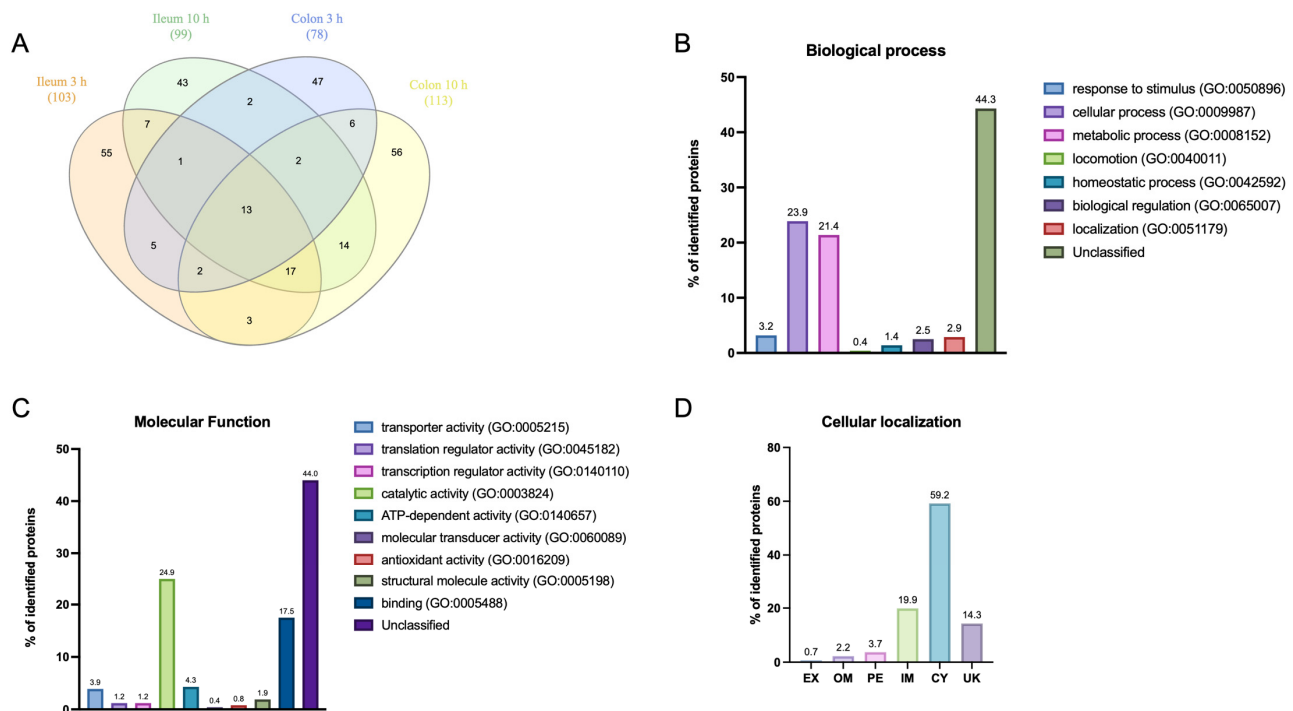 A
Ileum 10 h
(99)
Colon 3 h
(78)
Ileum 3 h
(103)
Colon 10 h
(113)
43
47
2
7
6
55
1
2
56
13
5
14
2
17
3
B
Biological process
% of identified proteins
50
40
30
20
10
0
3.2
23.9
21.4
0.4
1.4
2.5
2.9
44.3
response to stimulus (GO:0050896)
cellular process (GO:0009987)
metabolic process (GO:0008152)
locomotion (GO:0040011)
homeostatic process (GO:0042592)
biological regulation (GO:0065007)
localization (GO:0051179)
Unclassified
C
Molecular Function
% of identified proteins
50
40
30
20
10
0
3.9
1.2
1.2
24.9
4.3
0.4
0.8
1.9
17.5
44.0
transporter activity (GO:0005215)
translation regulator activity (GO:0045182)
transcription regulator activity (GO:0140110)
catalytic activity (GO:0003824)
ATP-dependent activity (GO:0140657)
molecular transducer activity (GO:0060089)
antioxidant activity (GO:0016209)
structural molecule activity (GO:0005198)
binding (GO:0005488)
Unclassified
D
Cellular localization
% of identified proteins
80
60
40
20
0
0.7
2.2
3.7
19.9
59.2
14.3
EX OM PE IM CY UK